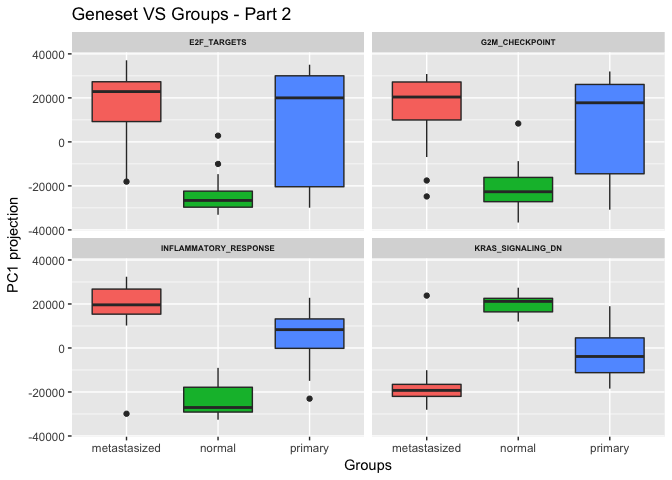 Geneset VS Groups - Part 2
E2F_TARGETS
G2M_CHECKPOINT
40000
20000
0
-20000
-40000
INFLAMMATORY_RESPONSE
KRAS_SIGNALING_DN
40000
20000
0
-20000
-40000
PC1 projection
metastasized
normal
primary
metastasized
normal
primary
Groups